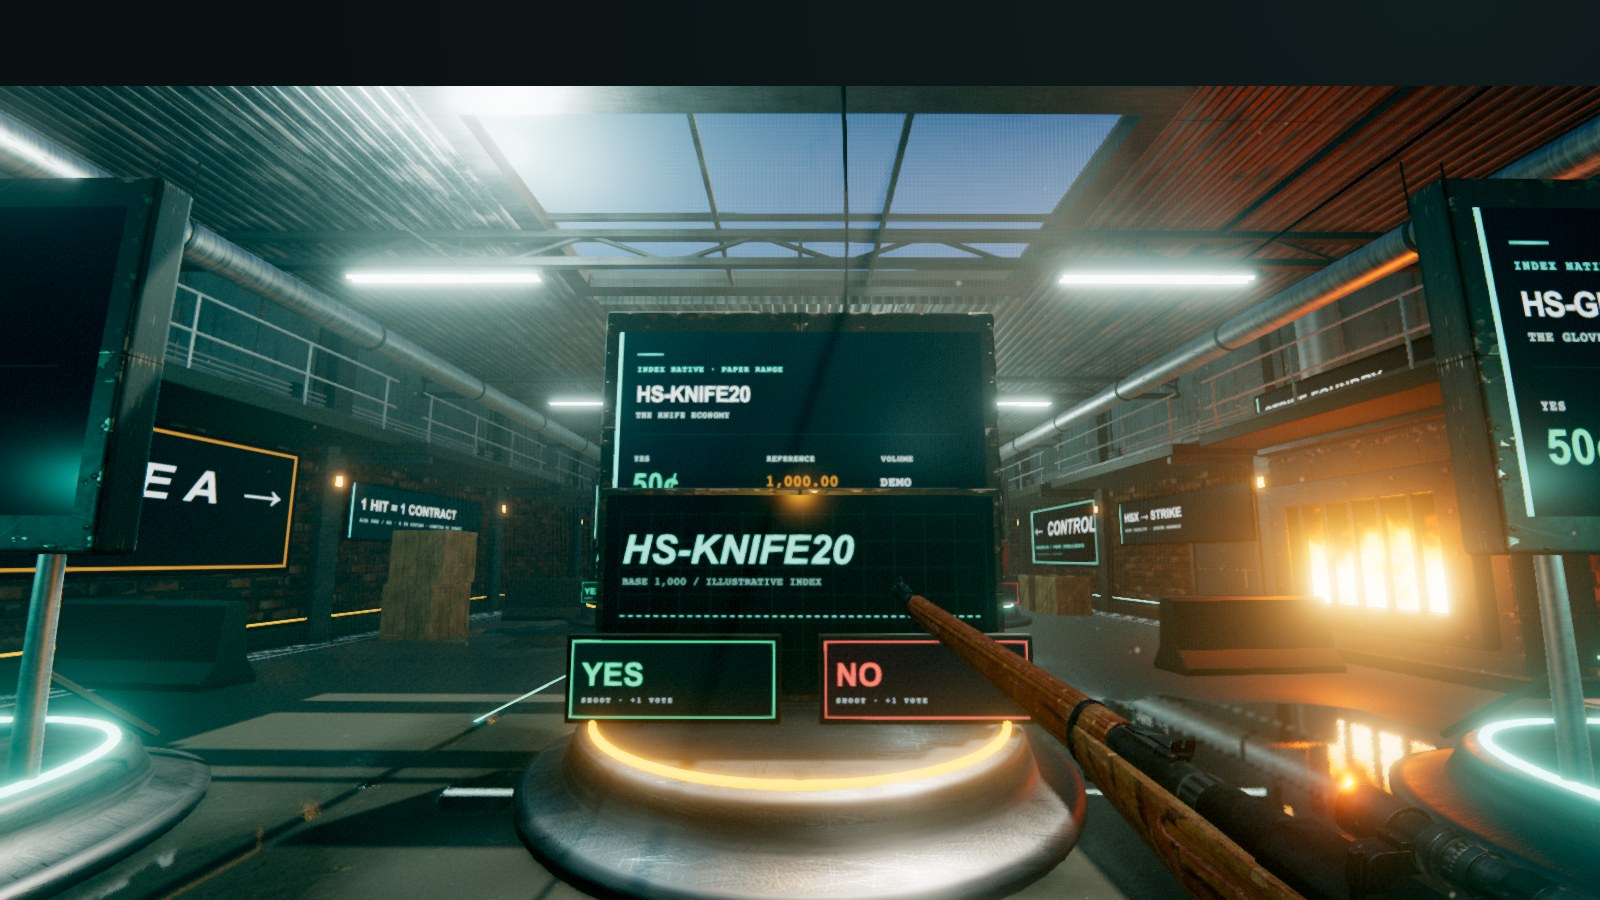 INDEX NATIVE · PAPER RANGE
HS-KNIFE20
THE KNIFE ECONOMY
YES
REFERENCE
VOLUME
50¢
1,000.00
DEMO
HS-KNIFE20
BASE 1,000 / ILLUSTRATIVE INDEX
YES
SHOOT · +1 VOTE
NO
SHOOT · +1 VOTE
EA →
1 HIT = 1 CONTRACT
YE
← CONTROL
HSX → STRIKE
INDEX NATI
HS-G
THE GLOV
YES
50¢